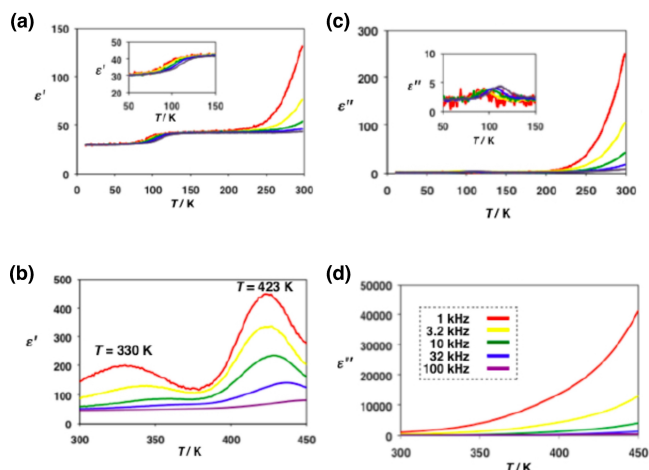 (a)
150
100
50
0
ε'
0 50 100 150 200 250 300
T / K
50
40
30
20
ε'
50 100 150
T / K
(c)
300
200
100
0
ε''
0 50 100 150 200 250 300
T / K
10
5
0
ε''
50 100 150
T / K
(b)
500
400
300
200
100
0
ε'
T = 330 K
T = 423 K
300 350 400 450
T / K
(d)
50000
40000
30000
20000
10000
0
ε''
1 kHz
3.2 kHz
10 kHz
32 kHz
100 kHz
300 350 400 450
T / K